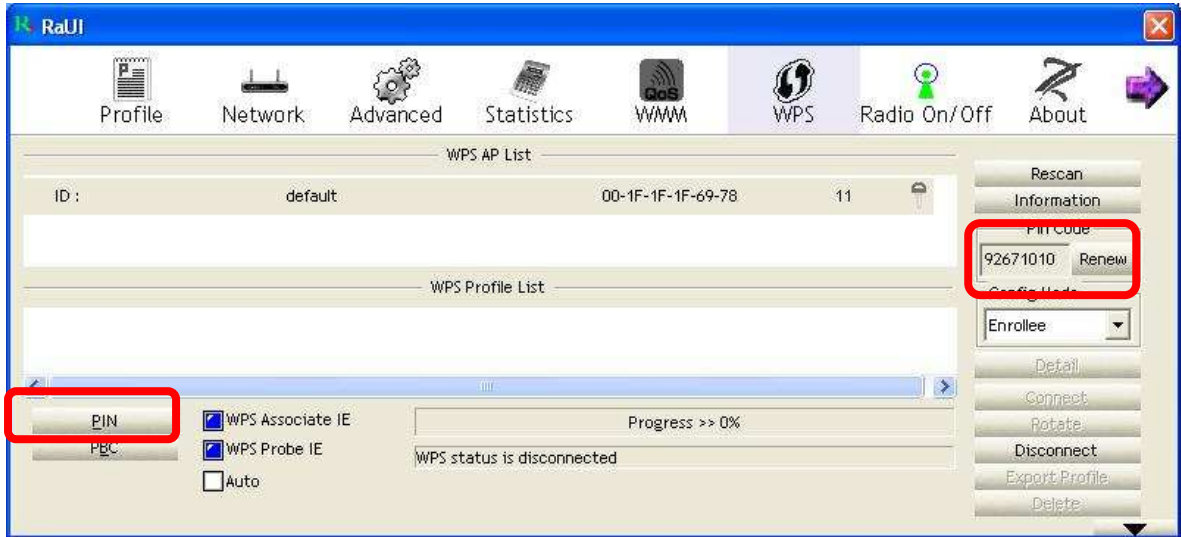 RaUI
Profile Network Advanced Statistics QoS WMM WPS Radio On/Off About
WPS AP List
ID : default 00-1F-1F-1F-69-78 11
WPS Profile List
PIN
PBC
WPS Associate IE
WPS Probe IE
Auto
Progress >> 0%
WPS status is disconnected
Rescan
Information
Pin Code
92671010 Renew
Config Mode
Enrollee
Detail
Connect
Rotate
Disconnect
Export Profile
Delete